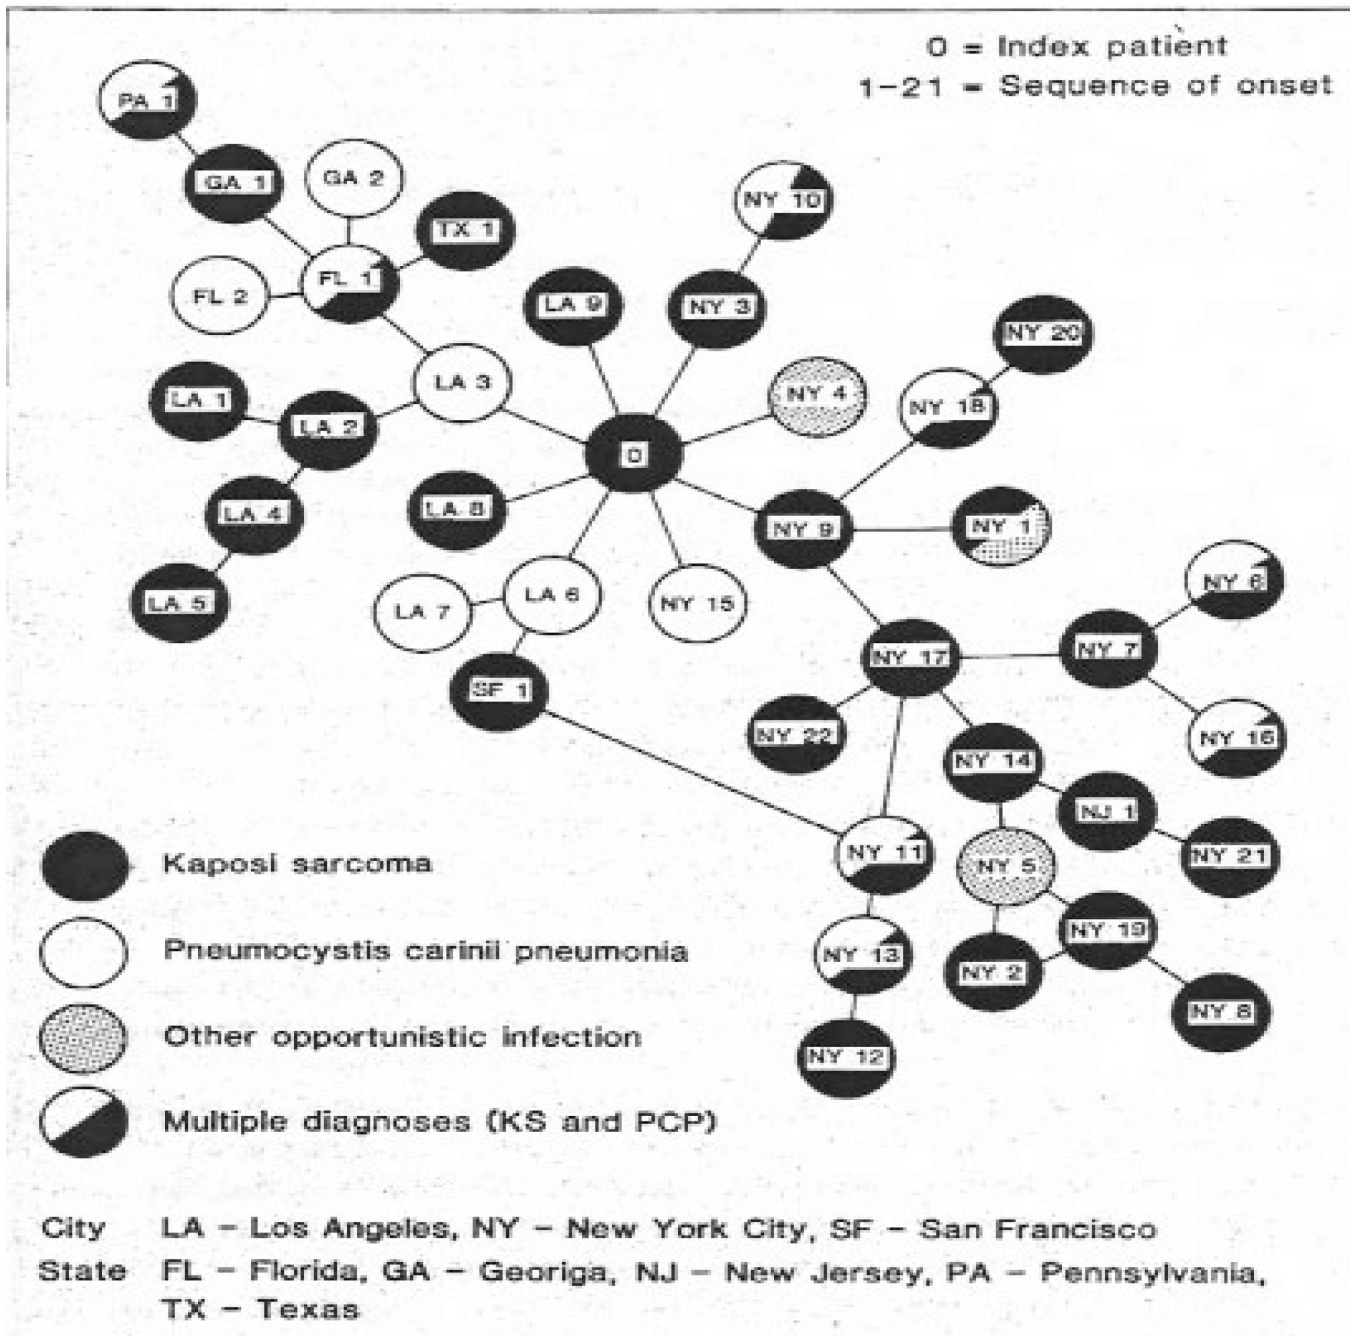 0 = Index patient
1-21 = Sequence of onset
PA 1
GA 1
GA 2
TX 1
NY 10
FL 2
FL 1
LA 9
NY 3
NY 20
LA 1
LA 2
LA 3
NY 4
NY 18
0
LA 4
LA 8
NY 9
NY 1
LA 5
LA 7
LA 6
NY 15
NY 6
SF 1
NY 17
NY 7
NY 22
NY 14
NY 16
NJ 1
NY 11
NY 5
NY 21
NY 13
NY 2
NY 19
NY 12
NY 8
Kaposi sarcoma
Pneumocystis carinii pneumonia
Other opportunistic infection
Multiple diagnoses (KS and PCP)
City LA - Los Angeles, NY - New York City, SF - San Francisco
State FL - Florida, GA - Georiga, NJ - New Jersey, PA - Pennsylvania,
TX - Texas